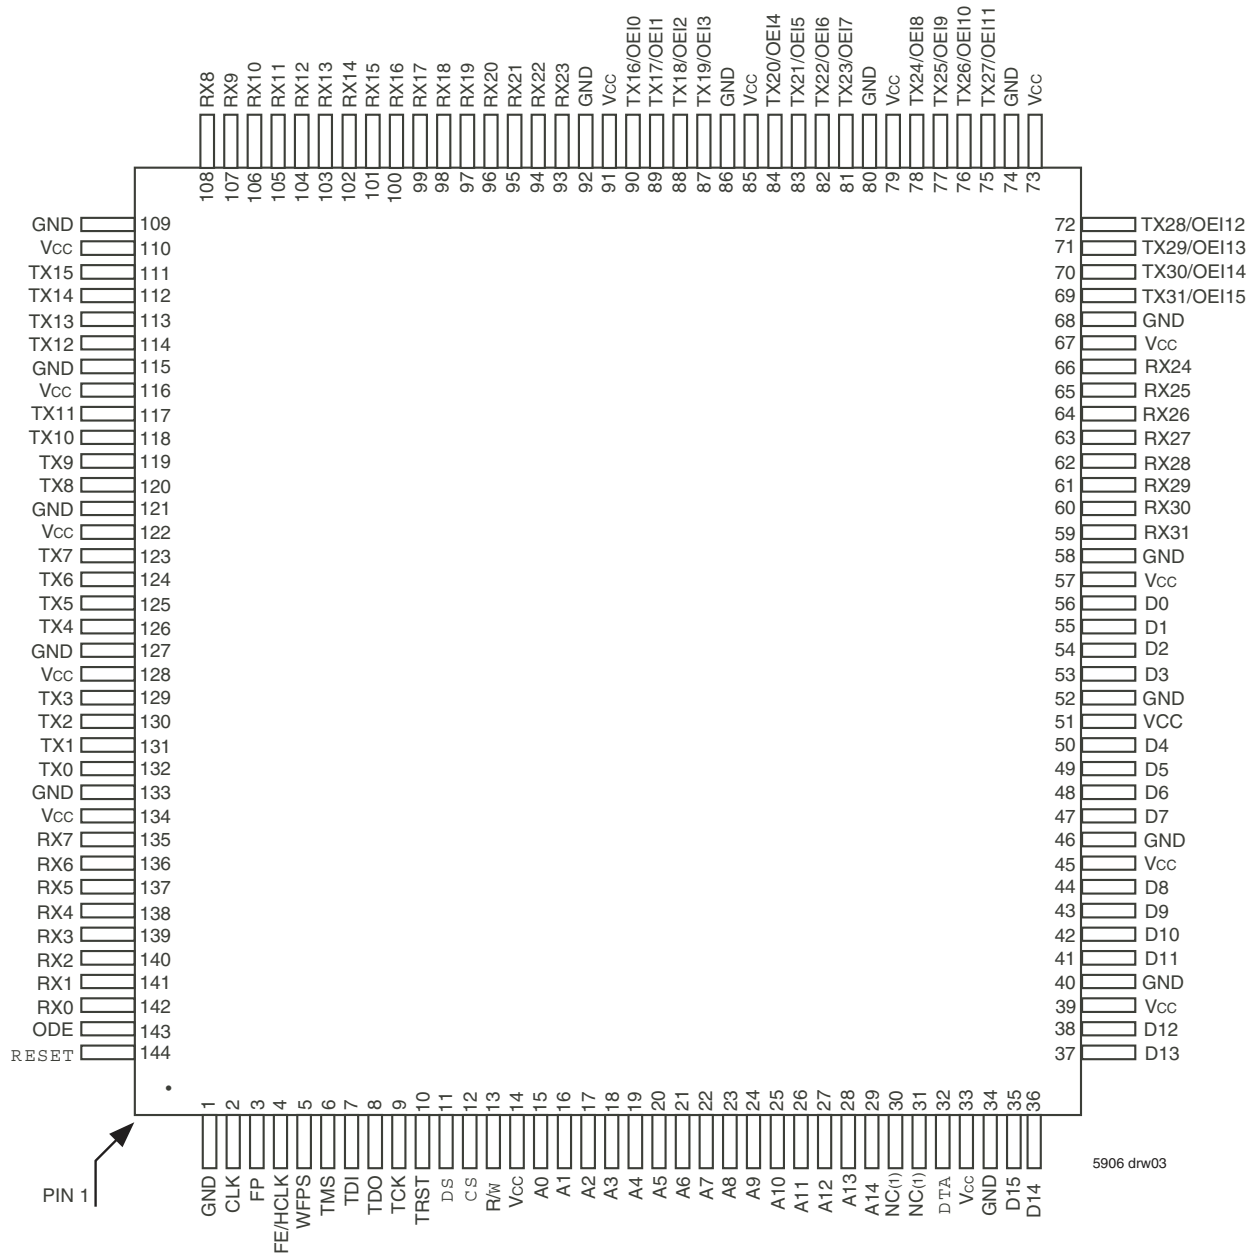 RX8
RX9
RX10
RX11
RX12
RX13
RX14
RX15
RX16
RX17
RX18
RX19
RX20
RX21
RX22
RX23
GND
Vcc
TX16/OEI0
TX17/OEI1
TX18/OEI2
TX19/OEI3
GND
Vcc
TX20/OEI4
TX21/OEI5
TX22/OEI6
TX23/OEI7
GND
Vcc
TX24/OEI8
TX25/OEI9
TX26/OEI10
TX27/OEI11
GND
Vcc
108
107
106
105
104
103
102
101
100
99
98
97
96
95
94
93
92
91
90
89
88
87
86
85
84
83
82
81
80
79
78
77
76
75
74
73
GND 109
Vcc 110
TX15 111
TX14 112
TX13 113
TX12 114
GND 115
Vcc 116
TX11 117
TX10 118
TX9 119
TX8 120
GND 121
Vcc 122
TX7 123
TX6 124
TX5 125
TX4 126
GND 127
Vcc 128
TX3 129
TX2 130
TX1 131
TX0 132
GND 133
Vcc 134
RX7 135
RX6 136
RX5 137
RX4 138
RX3 139
RX2 140
RX1 141
RX0 142
ODE 143
RESET 144
72 TX28/OEI12
71 TX29/OEI13
70 TX30/OEI14
69 TX31/OEI15
68 GND
67 Vcc
66 RX24
65 RX25
64 RX26
63 RX27
62 RX28
61 RX29
60 RX30
59 RX31
58 GND
57 Vcc
56 D0
55 D1
54 D2
53 D3
52 GND
51 VCC
50 D4
49 D5
48 D6
47 D7
46 GND
45 Vcc
44 D8
43 D9
42 D10
41 D11
40 GND
39 Vcc
38 D12
37 D13
1
2
3
4
5
6
7
8
9
10
11
12
13
14
15
16
17
18
19
20
21
22
23
24
25
26
27
28
29
30
31
32
33
34
35
36
GND
CLK
FP
FE/HCLK
WFPS
TMS
TDI
TDO
TCK
TRST
DS
CS
R/W
Vcc
A0
A1
A2
A3
A4
A5
A6
A7
A8
A9
A10
A11
A12
A13
A14
NC(1)
NC(1)
DTA
Vcc
GND
D15
D14
PIN 1
5906 drw03